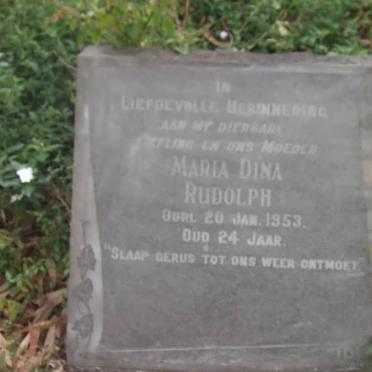 IN
LIEFDEVOLLE HERINNERING
AAN MY DIERBARE
EN ONS MOEDER
MARIA DINA
RUDOLPH
OORL 20 JAN. 1953.
OUD 24 JAAR.
"SLAAP GERUS TOT ONS WEER ONTMOET"